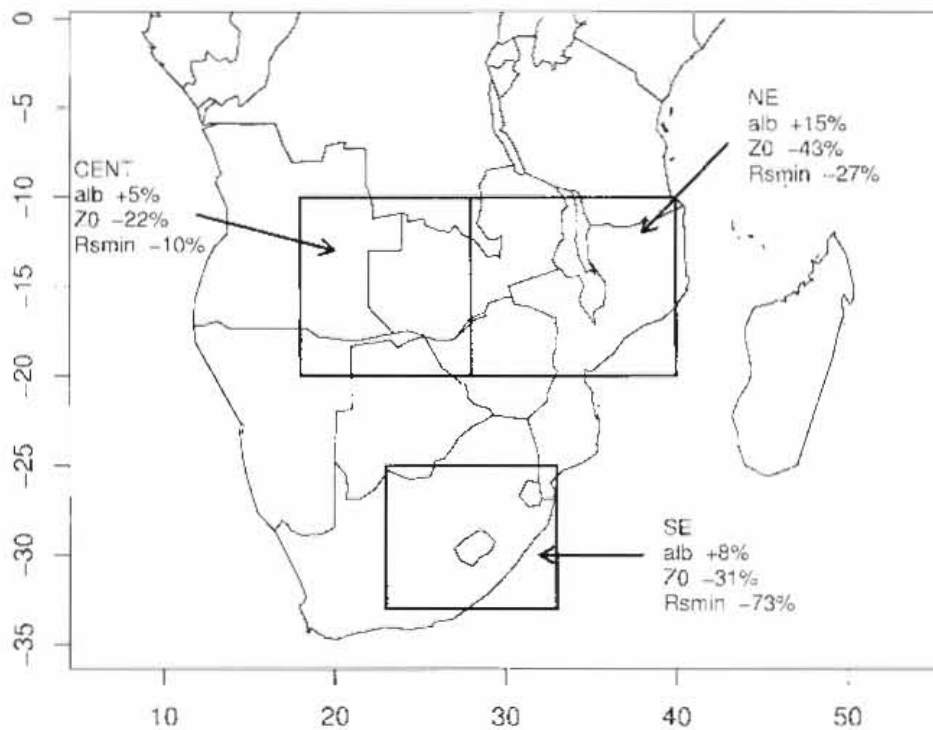 0
−5
−10
−15
−20
−25
−30
−35
CENT
alb +5%
Z0 −22%
Rsmin −10%
NE
alb +15%
Z0 −43%
Rsmin −27%
SE
alb +8%
Z0 −31%
Rsmin −73%
10 20 30 40 50